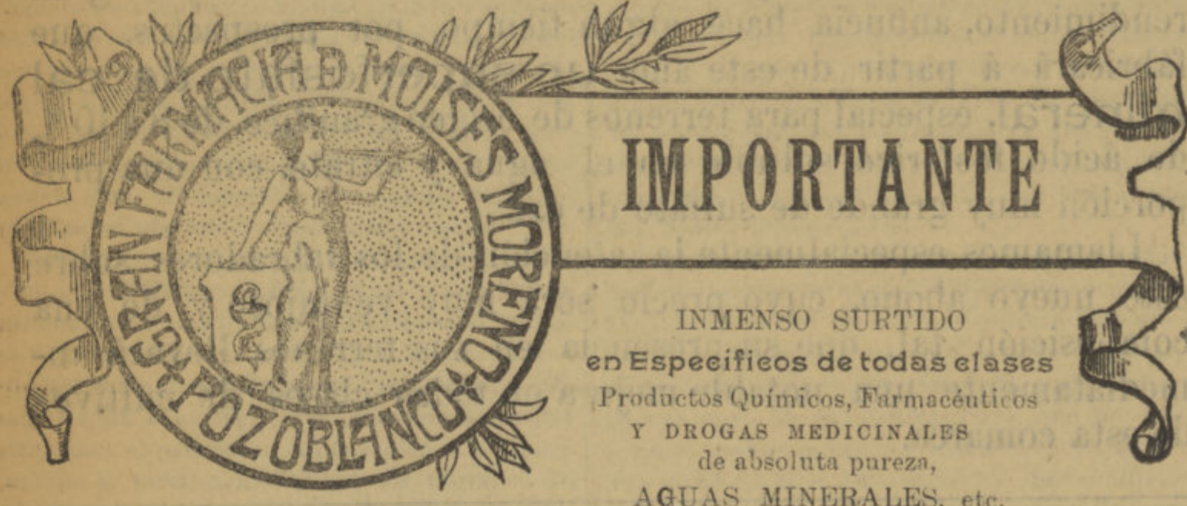 GRAN FARMACIA D MOISES MORENO
POZOBLANCO
IMPORTANTE
INMENSO SURTIDO
en Especificos de todas clases
Productos Químicos, Farmacéuticos
Y DROGAS MEDICINALES
de absoluta pureza,
AGUAS MINERALES, etc.